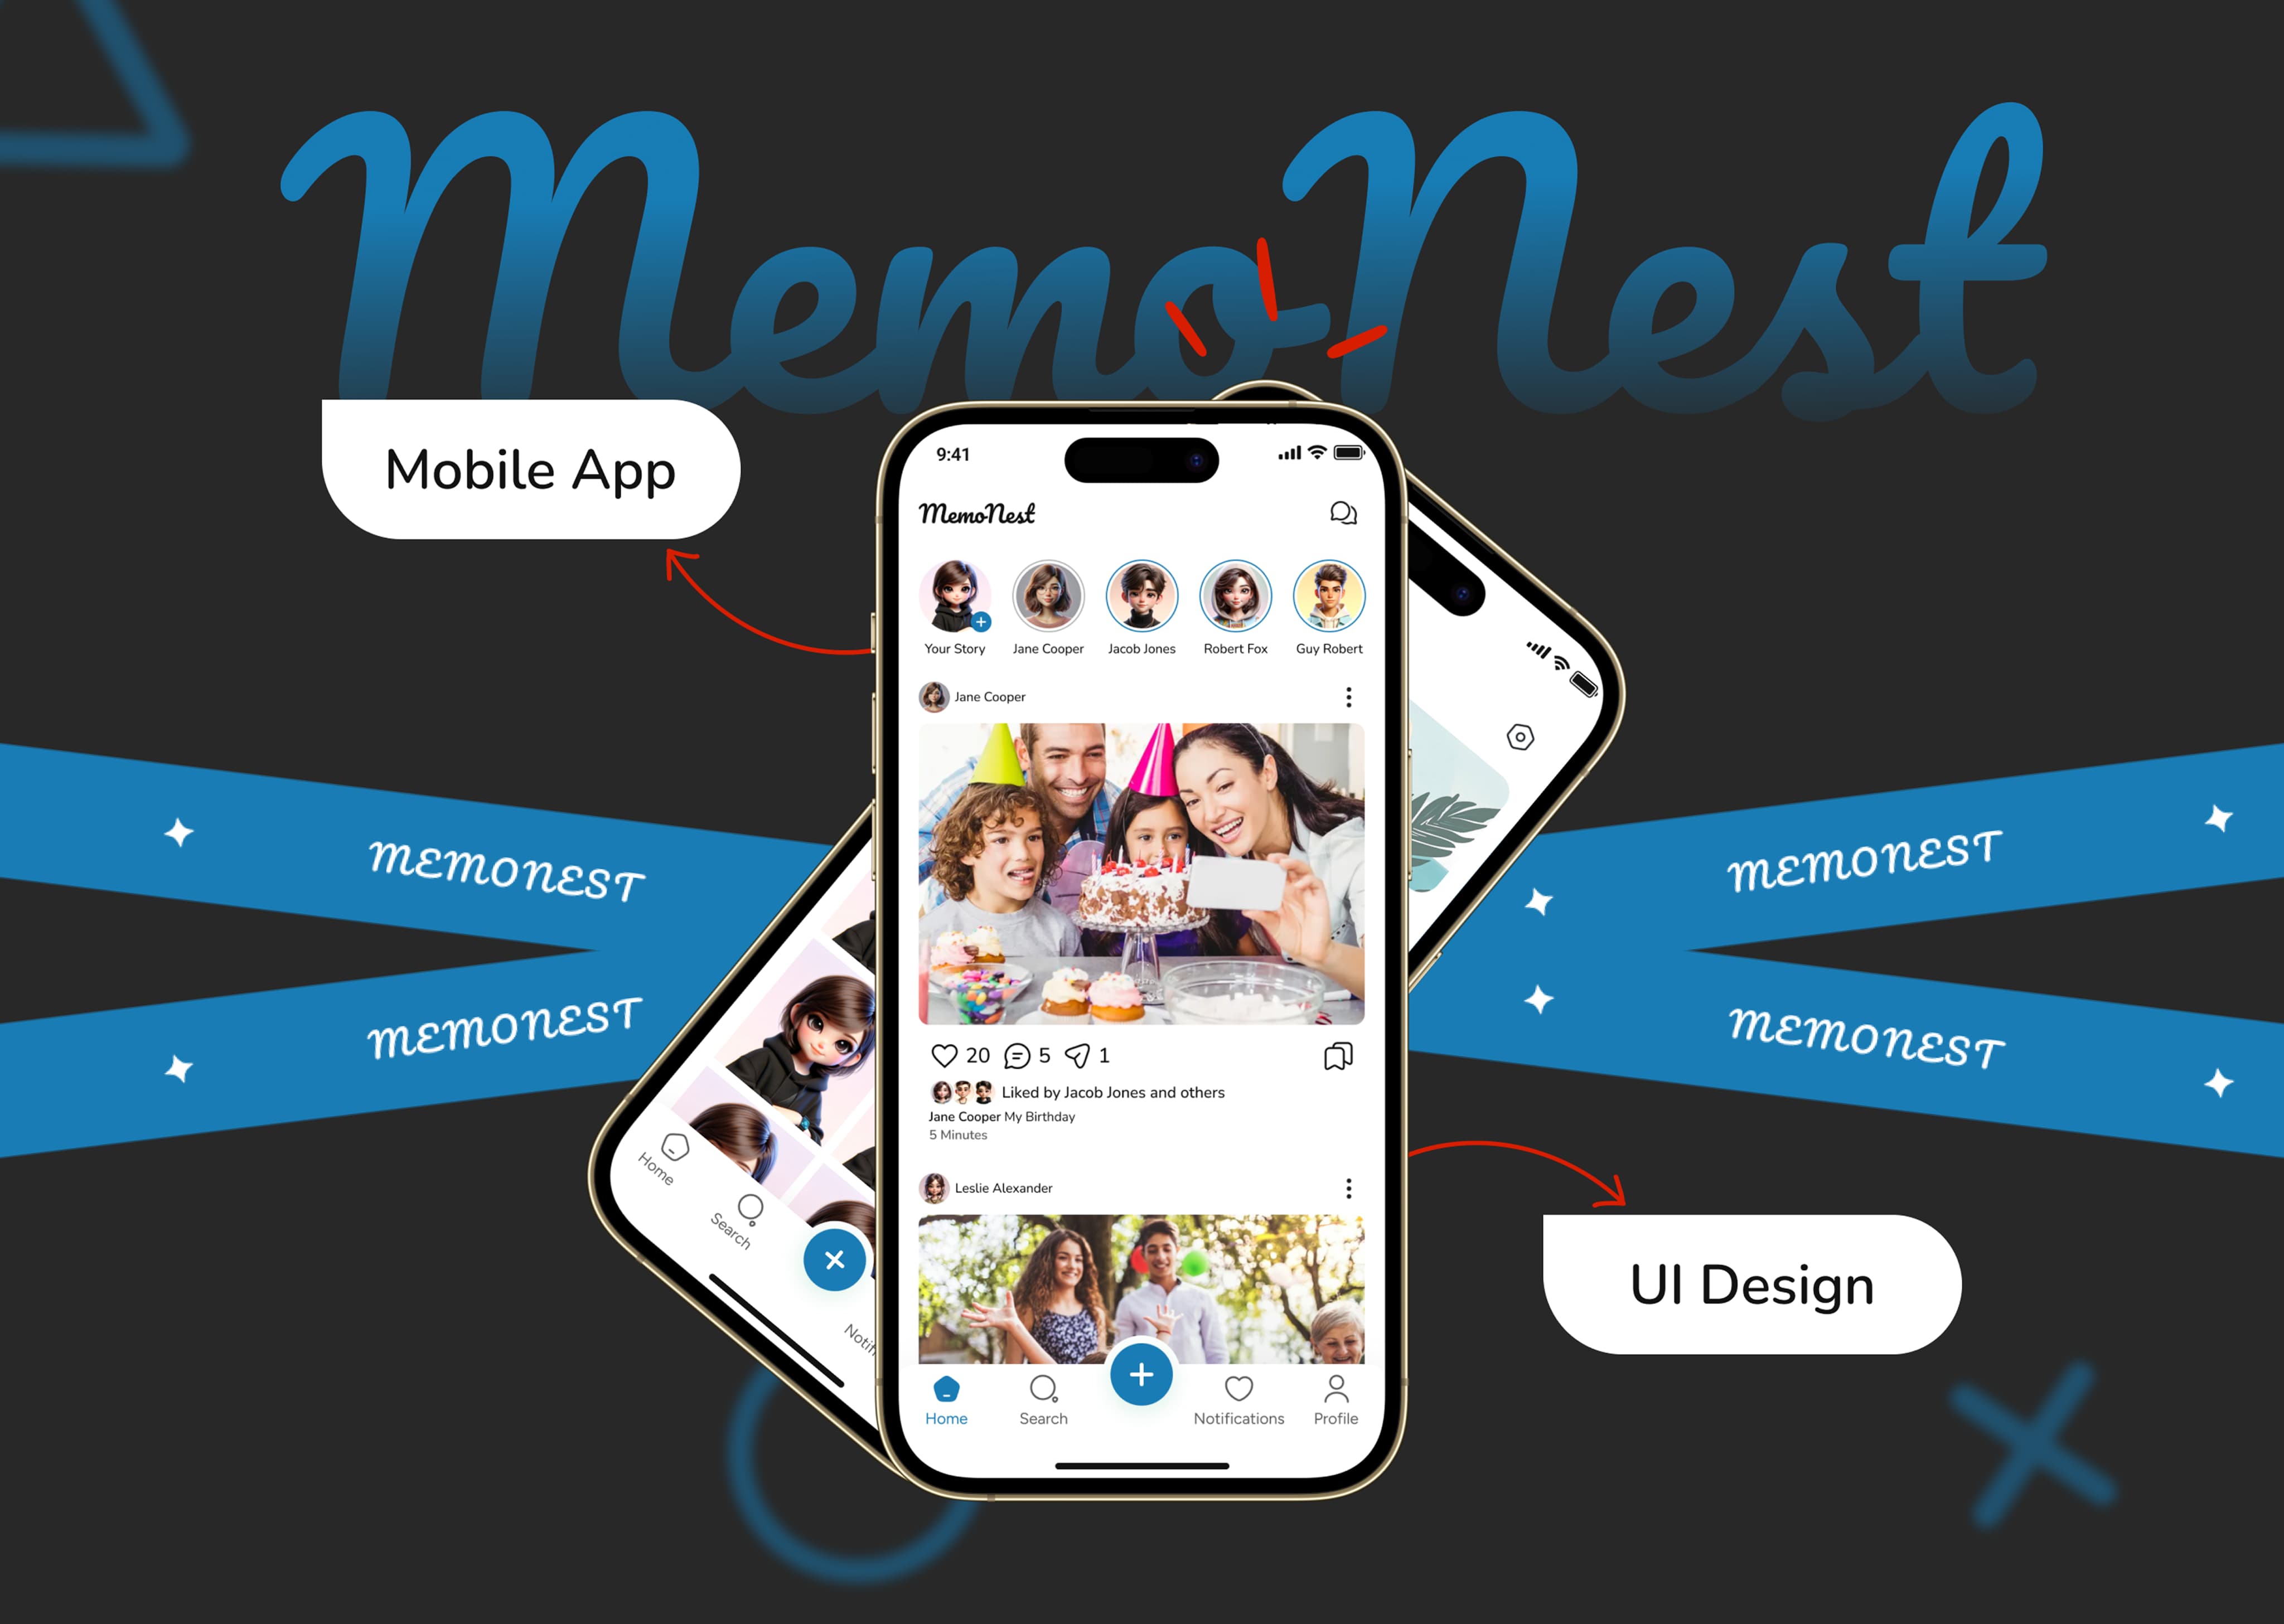 MemoNest
Mobile App
9:41
MemoNest
Your Story
Jane Cooper
Jacob Jones
Robert Fox
Guy Robert
Jane Cooper
20
5
1
Liked by Jacob Jones and others
Jane Cooper My Birthday
5 Minutes
Leslie Alexander
Home
Search
Notifications
Profile
Home
Search
MEMONEST
MEMONEST
MEMONEST
MEMONEST
UI Design